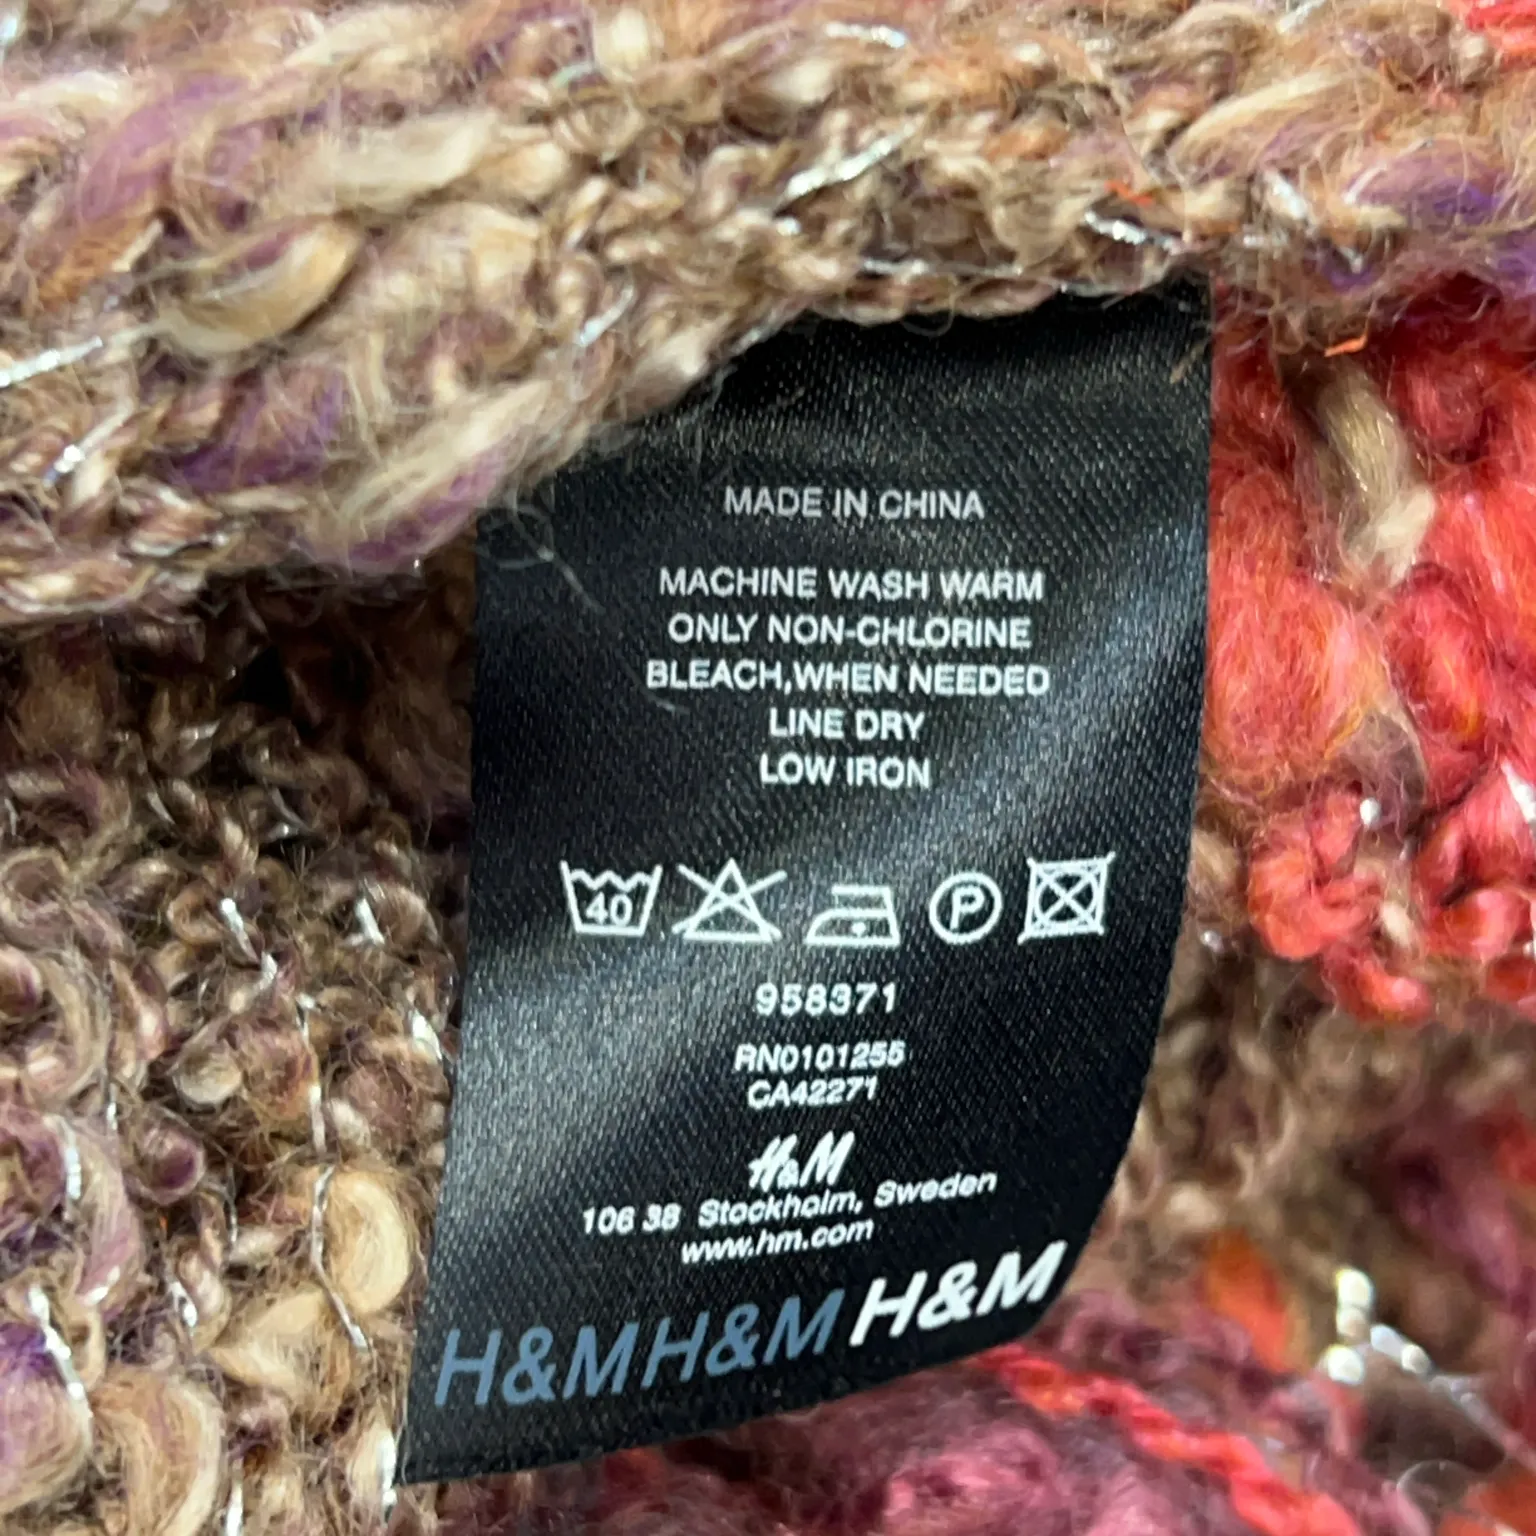 MADE IN CHINA
MACHINE WASH WARM
ONLY NON-CHLORINE
BLEACH,WHEN NEEDED
LINE DRY
LOW IRON
40
P
958371
RN0101255
CA42271
H&M
106 38 Stockholm, Sweden
www.hm.com
H&M H&M H&M